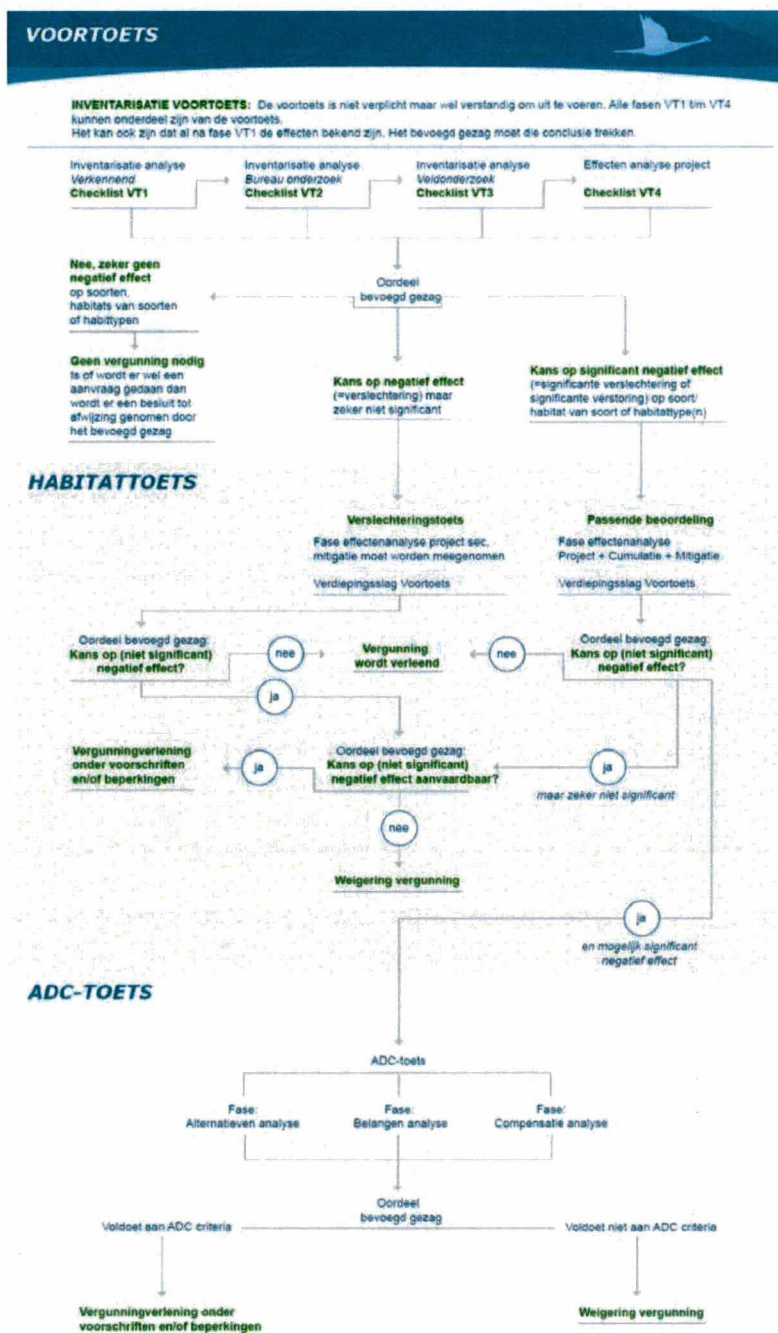 VOORTOETS
INVENTARISATIE VOORTOETS: De voortoets is niet verplicht maar wel verstandig om uit te voeren. Alle fasen VT1 t/m VT4
kunnen onderdeel zijn van de voortoets.
Het kan ook zijn dat al na fase VT1 de effecten bekend zijn. Het bevoegd gezag moet die conclusie trekken.
Inventarisatie analyse
Verkennend
Checklist VT1
Inventarisatie analyse
Bureau onderzoek
Checklist VT2
Inventarisatie analyse
Veldonderzoek
Checklist VT3
Effecten analyse project
Checklist VT4
Nee, zeker geen
negatief effect
op soorten,
habitats van soorten
of habittypen
Oordeel
bevoegd gezag
Geen vergunning nodig
Is of wordt er wel een
aanvraag gedaan dan
wordt er een besluit tot
afwijzing genomen door
het bevoegd gezag
Kans op negatief effect
(=verslechtering) maar
zeker niet significant
Kans op significant negatief effect
(=significante verslechtering of
significante verstoring) op soort/
habitat van soort of habitattype(n)
HABITATTOETS
Verslechteringstoets
Fase effectenanalyse project sec,
mitigatie moet worden meegenomen
Verdiepingsslag Voortoets
Passende beoordeling
Fase effectenanalyse
Project + Cumulatie + Mitigatie
Verdiepingsslag Voortoets
Oordeel bevoegd gezag:
Kans op (niet significant)
negatief effect?
nee
Vergunning
wordt verleend
nee
Oordeel bevoegd gezag:
Kans op (niet significant)
negatief effect?
ja
Vergunningverlening
onder voorschriften
en/of beperkingen
ja
Oordeel bevoegd gezag:
Kans op (niet significant)
negatief effect aanvaardbaar?
ja
maar zeker niet significant
nee
Weigering vergunning
ja
en mogelijk significant
negatief effect
ADC-TOETS
ADC-toets
Fase:
Alternatieven analyse
Fase:
Belangen analyse
Fase:
Compensatie analyse
Oordeel
bevoegd gezag
Voldoet aan ADC criteria
Voldoet niet aan ADC criteria
Vergunningverlening onder
voorschriften en/of beperkingen
Weigering vergunning